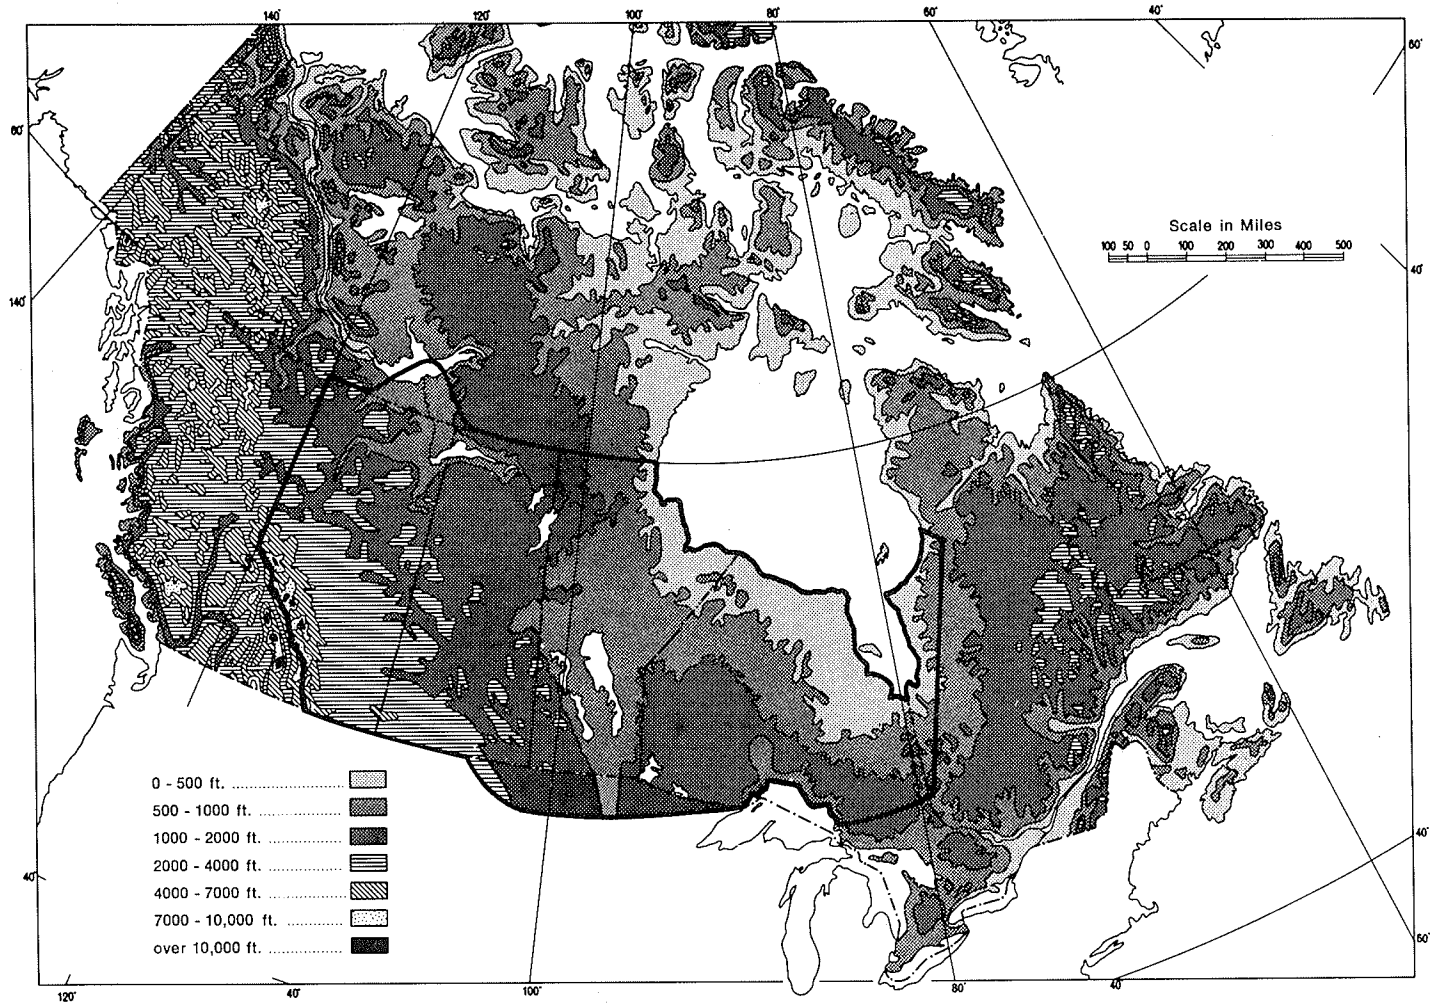 140° 120° 100° 80° 60° 40°
60°
60°
Scale in Miles
100 50 0 100 200 300 400 500
40°
140°
0 - 500 ft. ....................
500 - 1000 ft. ....................
1000 - 2000 ft. ....................
2000 - 4000 ft. ....................
4000 - 7000 ft. ....................
7000 - 10,000 ft. ..............
over 10,000 ft. ....................
40°
40°
60°
120° 40° 100° 80° 40°